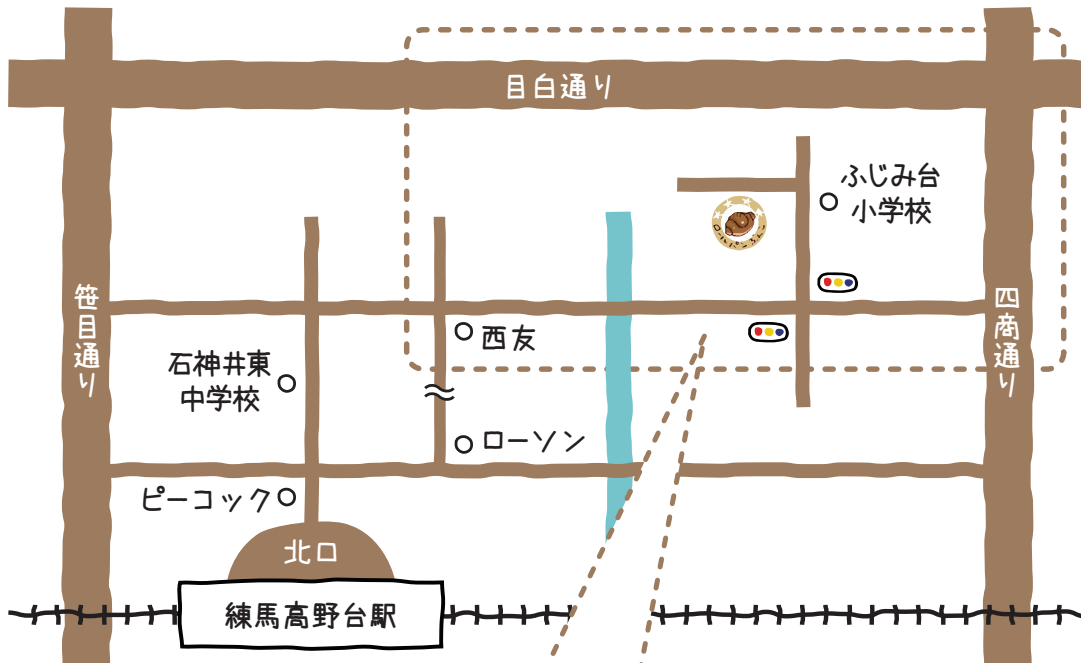 目白通り
ふじみ台
小学校
笹目通り
四商通り
西友
石神井東
中学校
ローソン
ピーコック
北口
練馬高野台駅